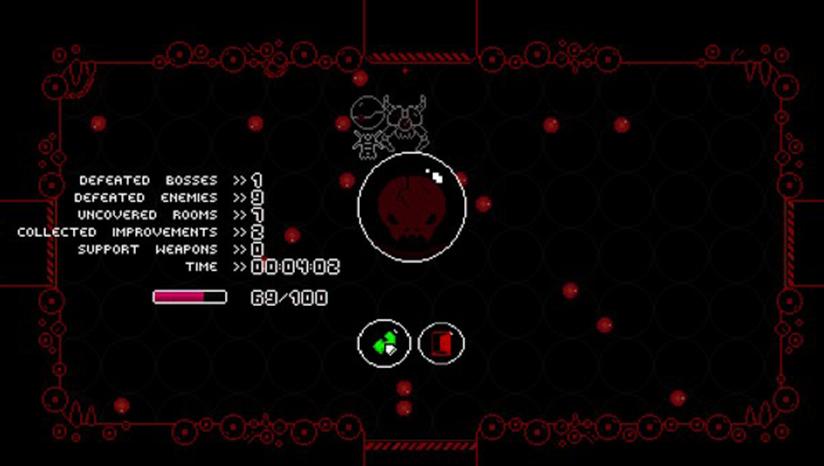 DEFEATED BOSSES >> 1
DEFEATED ENEMIES >> 9
UNCOVERED ROOMS >> 7
COLLECTED IMPROVEMENTS >> 2
SUPPORT WEAPONS >> 0
TIME >> 00:04:02
69/100